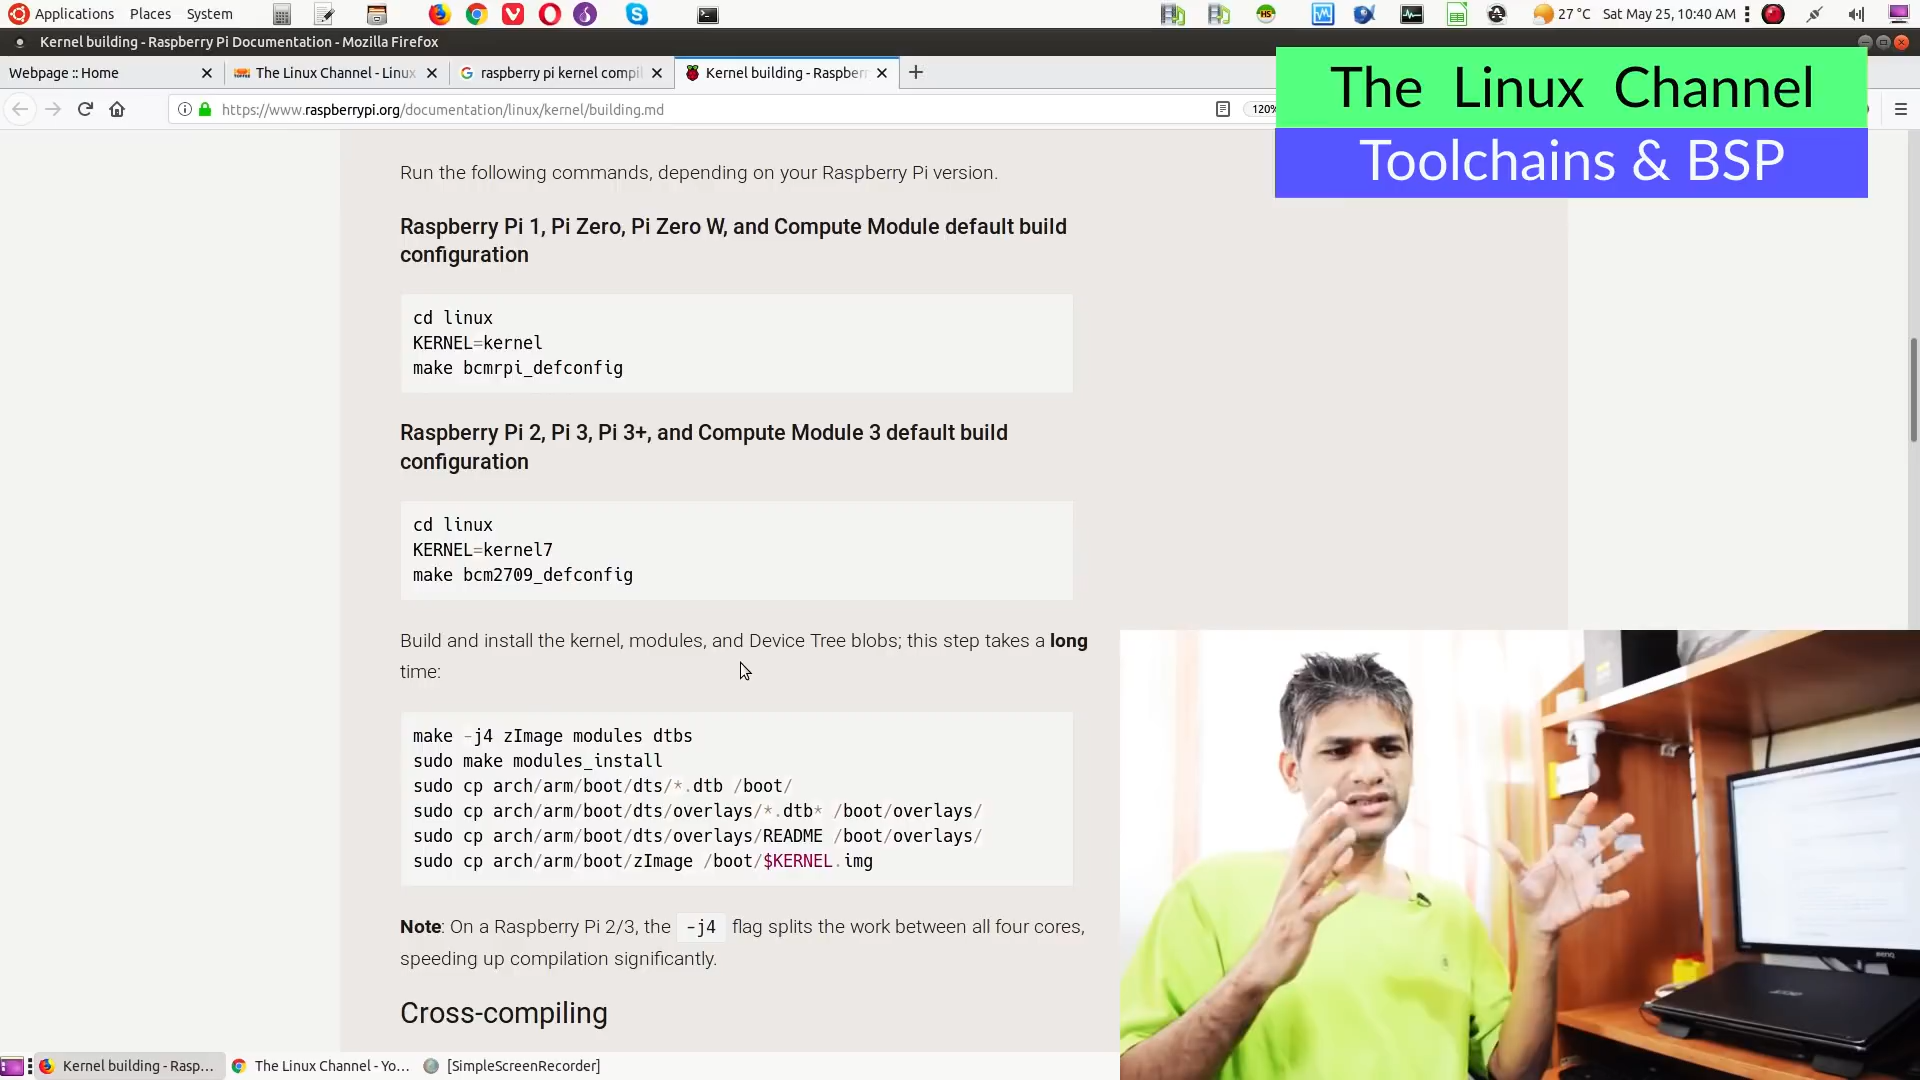 Applications Places System 27 °C Sat May 25, 10:40 AM
Kernel building - Raspberry Pi Documentation - Mozilla Firefox
Webpage :: Home The Linux Channel - Linux raspberry pi kernel compil Kernel building - Raspber
https://www.raspberrypi.org/documentation/linux/kernel/building.md 120%
The Linux Channel
Toolchains & BSP
Run the following commands, depending on your Raspberry Pi version.
Raspberry Pi 1, Pi Zero, Pi Zero W, and Compute Module default build
configuration
cd linux
KERNEL=kernel
make bcmrpi_defconfig
Raspberry Pi 2, Pi 3, Pi 3+, and Compute Module 3 default build
configuration
cd linux
KERNEL=kernel7
make bcm2709_defconfig
Build and install the kernel, modules, and Device Tree blobs; this step takes a long
time:
make -j4 zImage modules dtbs
sudo make modules_install
sudo cp arch/arm/boot/dts/*.dtb /boot/
sudo cp arch/arm/boot/dts/overlays/*.dtb* /boot/overlays/
sudo cp arch/arm/boot/dts/overlays/README /boot/overlays/
sudo cp arch/arm/boot/zImage /boot/$KERNEL.img
Note: On a Raspberry Pi 2/3, the -j4 flag splits the work between all four cores,
speeding up compilation significantly.
Cross-compiling
Kernel building - Rasp... The Linux Channel - Yo... [SimpleScreenRecorder]